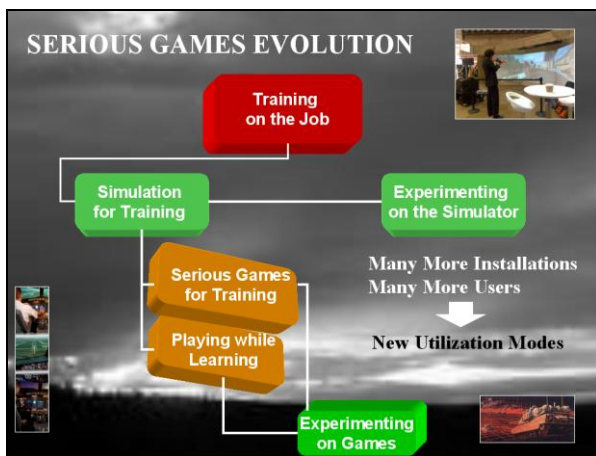 SERIOUS GAMES EVOLUTION
Training
on the Job
Simulation
for Training
Experimenting
on the Simulator
Serious Games
for Training
Many More Installations
Many More Users
Playing while
Learning
New Utilization Modes
Experimenting
on Games